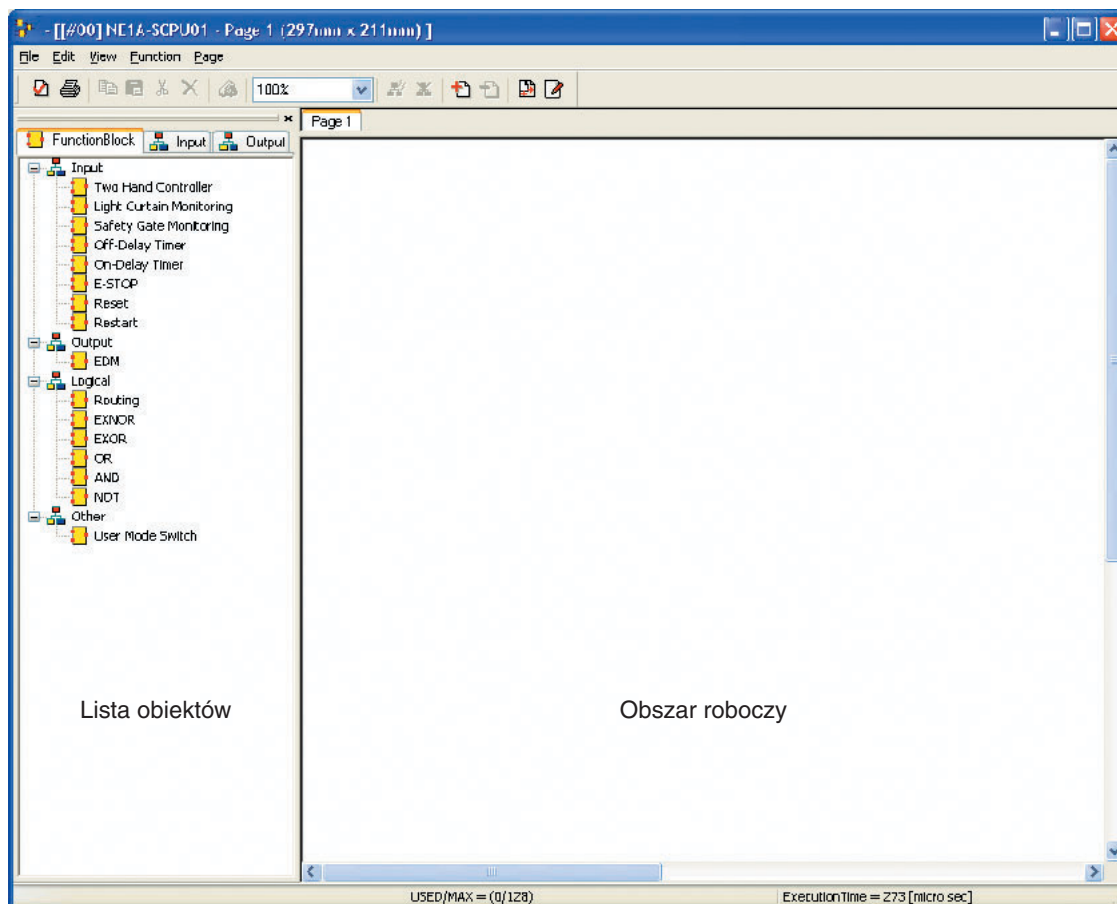 - [[#00] NE1A-SCPU01 - Page 1 (297mm x 211mm) ]
File Edit View Function Page
100%
Page 1
FunctionBlock Input Output
Input
Two Hand Controller
Light Curtain Monitoring
Safety Gate Monitoring
Off-Delay Timer
On-Delay Timer
E-STOP
Reset
Restart
Output
EDM
Logical
Routing
EXNOR
EXOR
OR
AND
NOT
Other
User Mode Switch
Lista obiektów
Obszar roboczy
USED/MAX = (0/128)
ExecutionTime = 273 [micro sec]